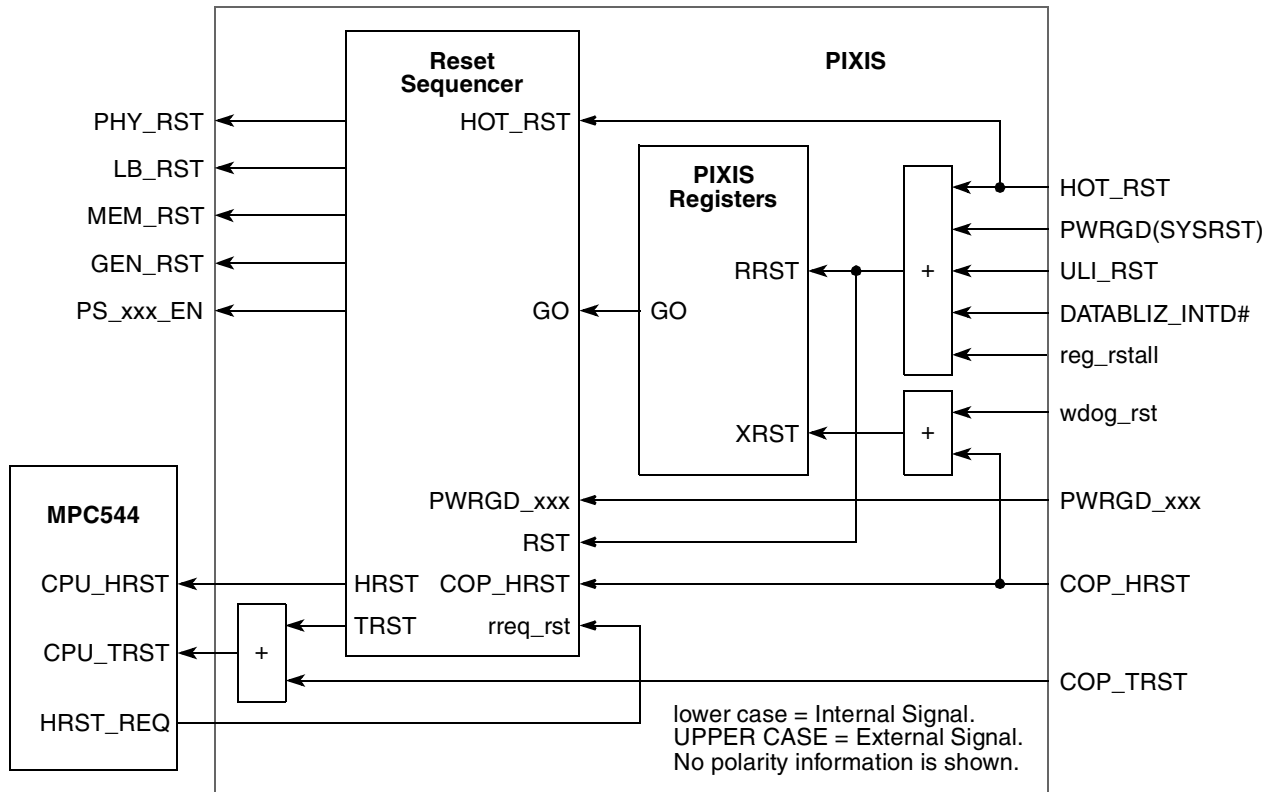 Reset
Sequencer
PIXIS
PHY_RST
HOT_RST
LB_RST
PIXIS
Registers
HOT_RST
MEM_RST
PWRGD(SYSRST)
GEN_RST
RRST
+
ULI_RST
PS_xxx_EN
GO
GO
DATABLIZ_INTD#
reg_rstall
wdog_rst
XRST
+
MPC544
PWRGD_xxx
PWRGD_xxx
RST
CPU_HRST
HRST
COP_HRST
COP_HRST
TRST
rreq_rst
CPU_TRST
+
COP_TRST
HRST_REQ
lower case = Internal Signal.
UPPER CASE = External Signal.
No polarity information is shown.